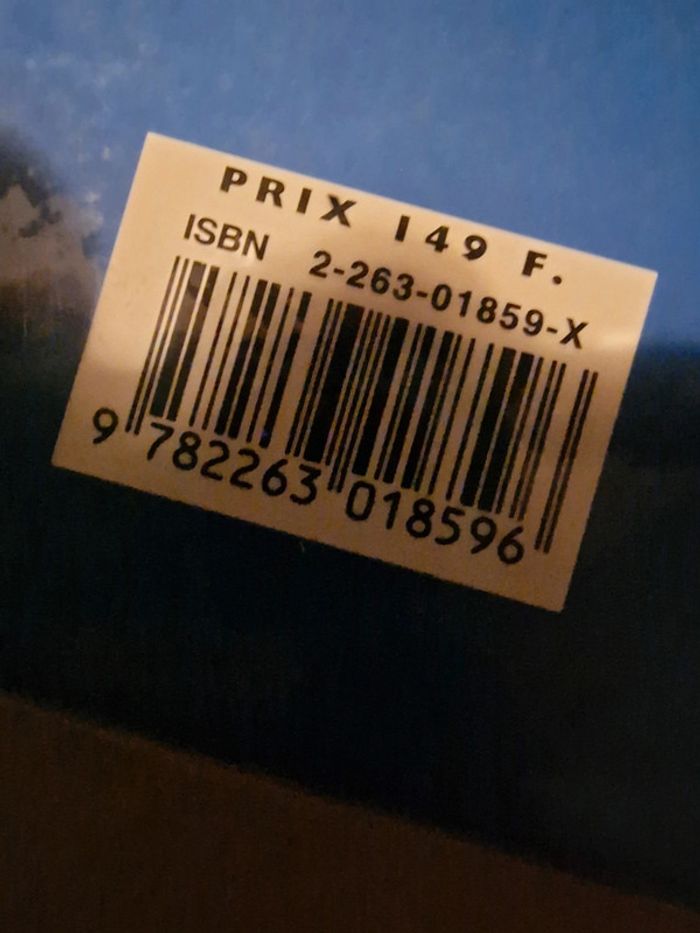 PRIX 149 F.
ISBN 2-263-01859-X
9 782263 018596